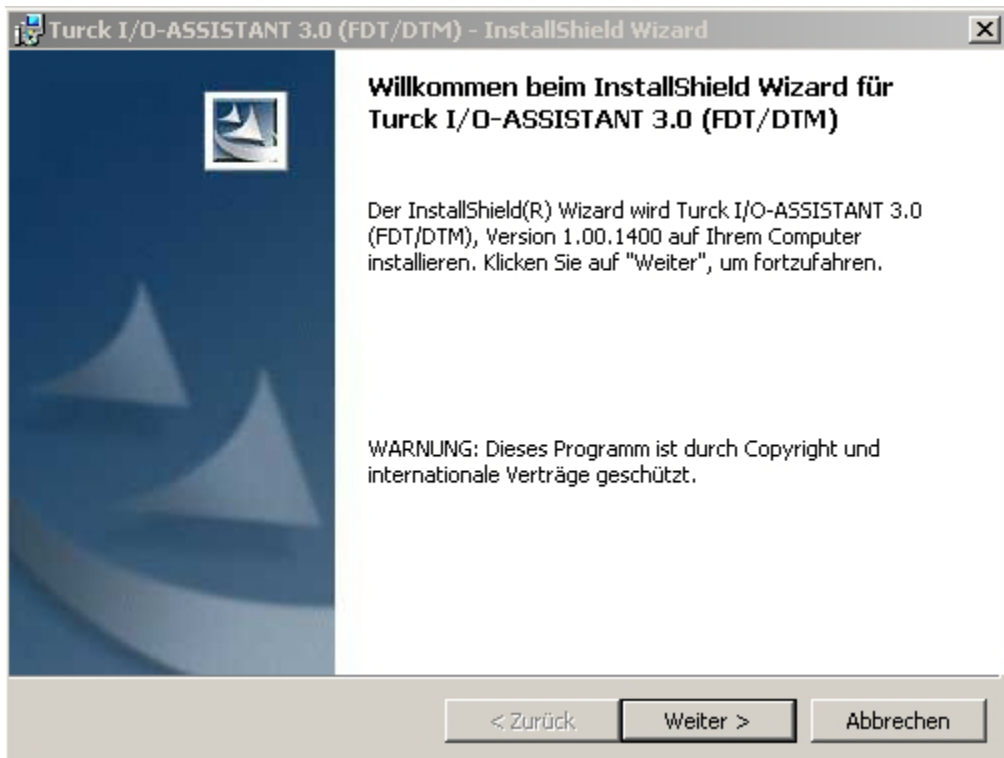 Turck I/O-ASSISTANT 3.0 (FDT/DTM) - InstallShield Wizard
Willkommen beim InstallShield Wizard für
Turck I/O-ASSISTANT 3.0 (FDT/DTM)
Der InstallShield(R) Wizard wird Turck I/O-ASSISTANT 3.0
(FDT/DTM), Version 1.00.1400 auf Ihrem Computer
installieren. Klicken Sie auf "Weiter", um fortzufahren.
WARNUNG: Dieses Programm ist durch Copyright und
internationale Verträge geschützt.
< Zurück Weiter > Abbrechen